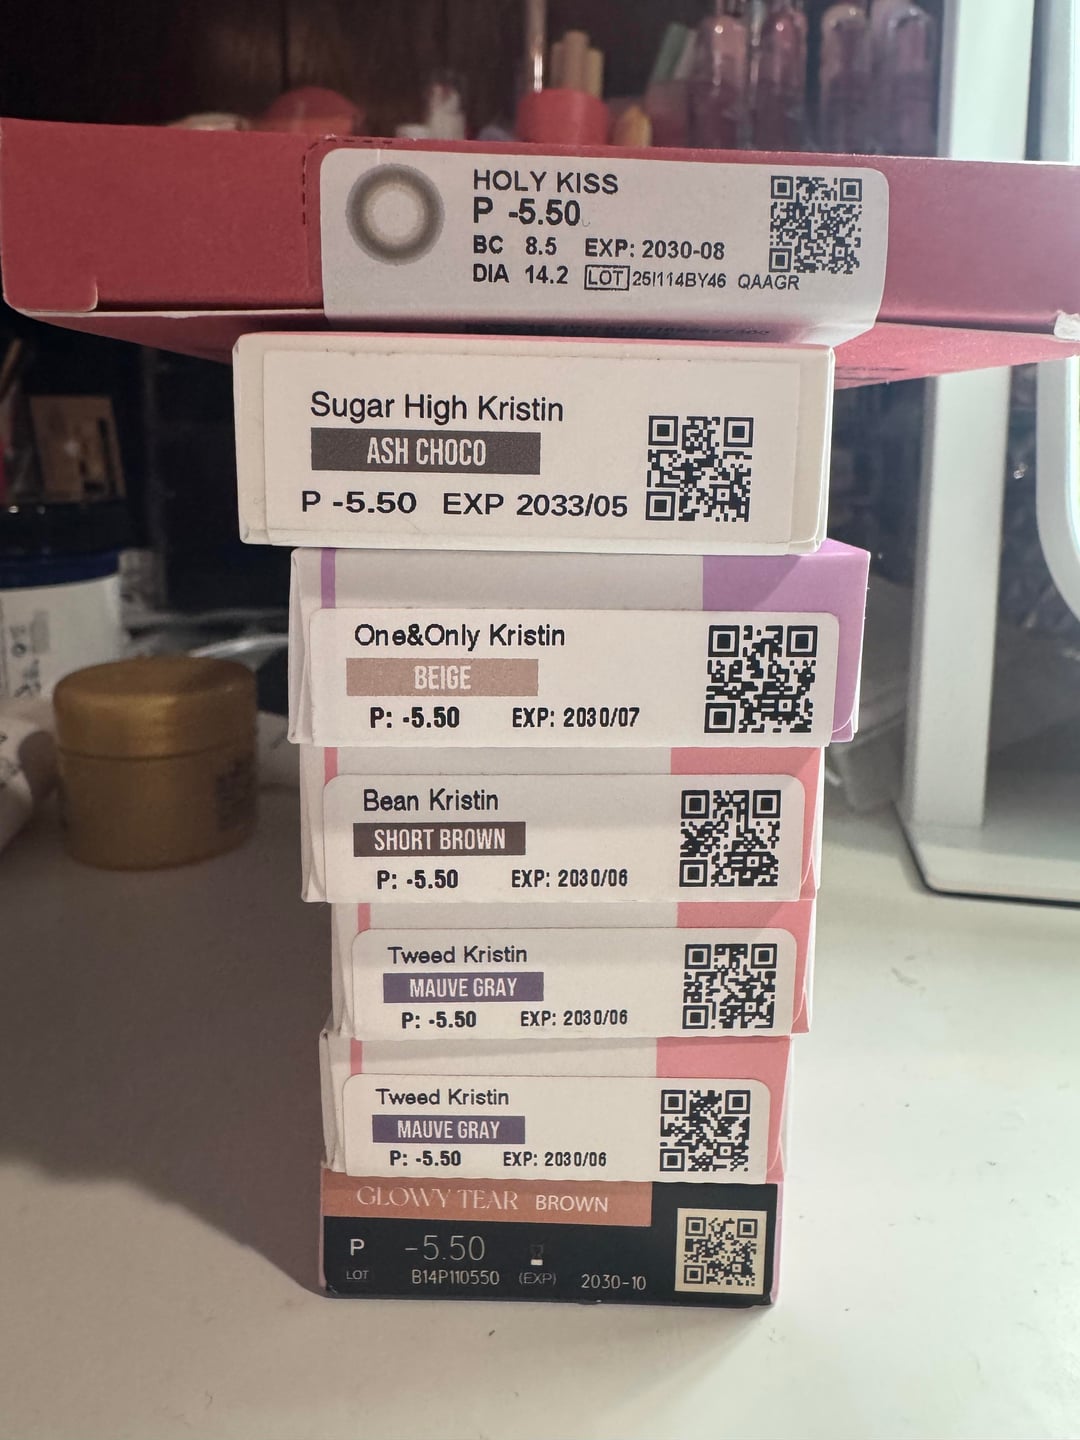 HOLY KISS
P -5.50
BC 8.5 EXP: 2030-08
DIA 14.2 LOT 25I114BY46 QAAGR
Sugar High Kristin
ASH CHOCO
P -5.50 EXP 2033/05
One&Only Kristin
BEIGE
P: -5.50 EXP: 2030/07
Bean Kristin
SHORT BROWN
P: -5.50 EXP: 2030/06
Tweed Kristin
MAUVE GRAY
P: -5.50 EXP: 2030/06
Tweed Kristin
MAUVE GRAY
P: -5.50 EXP: 2030/06
GLOWY TEAR BROWN
P -5.50
LOT B14P110550 (EXP) 2030-10